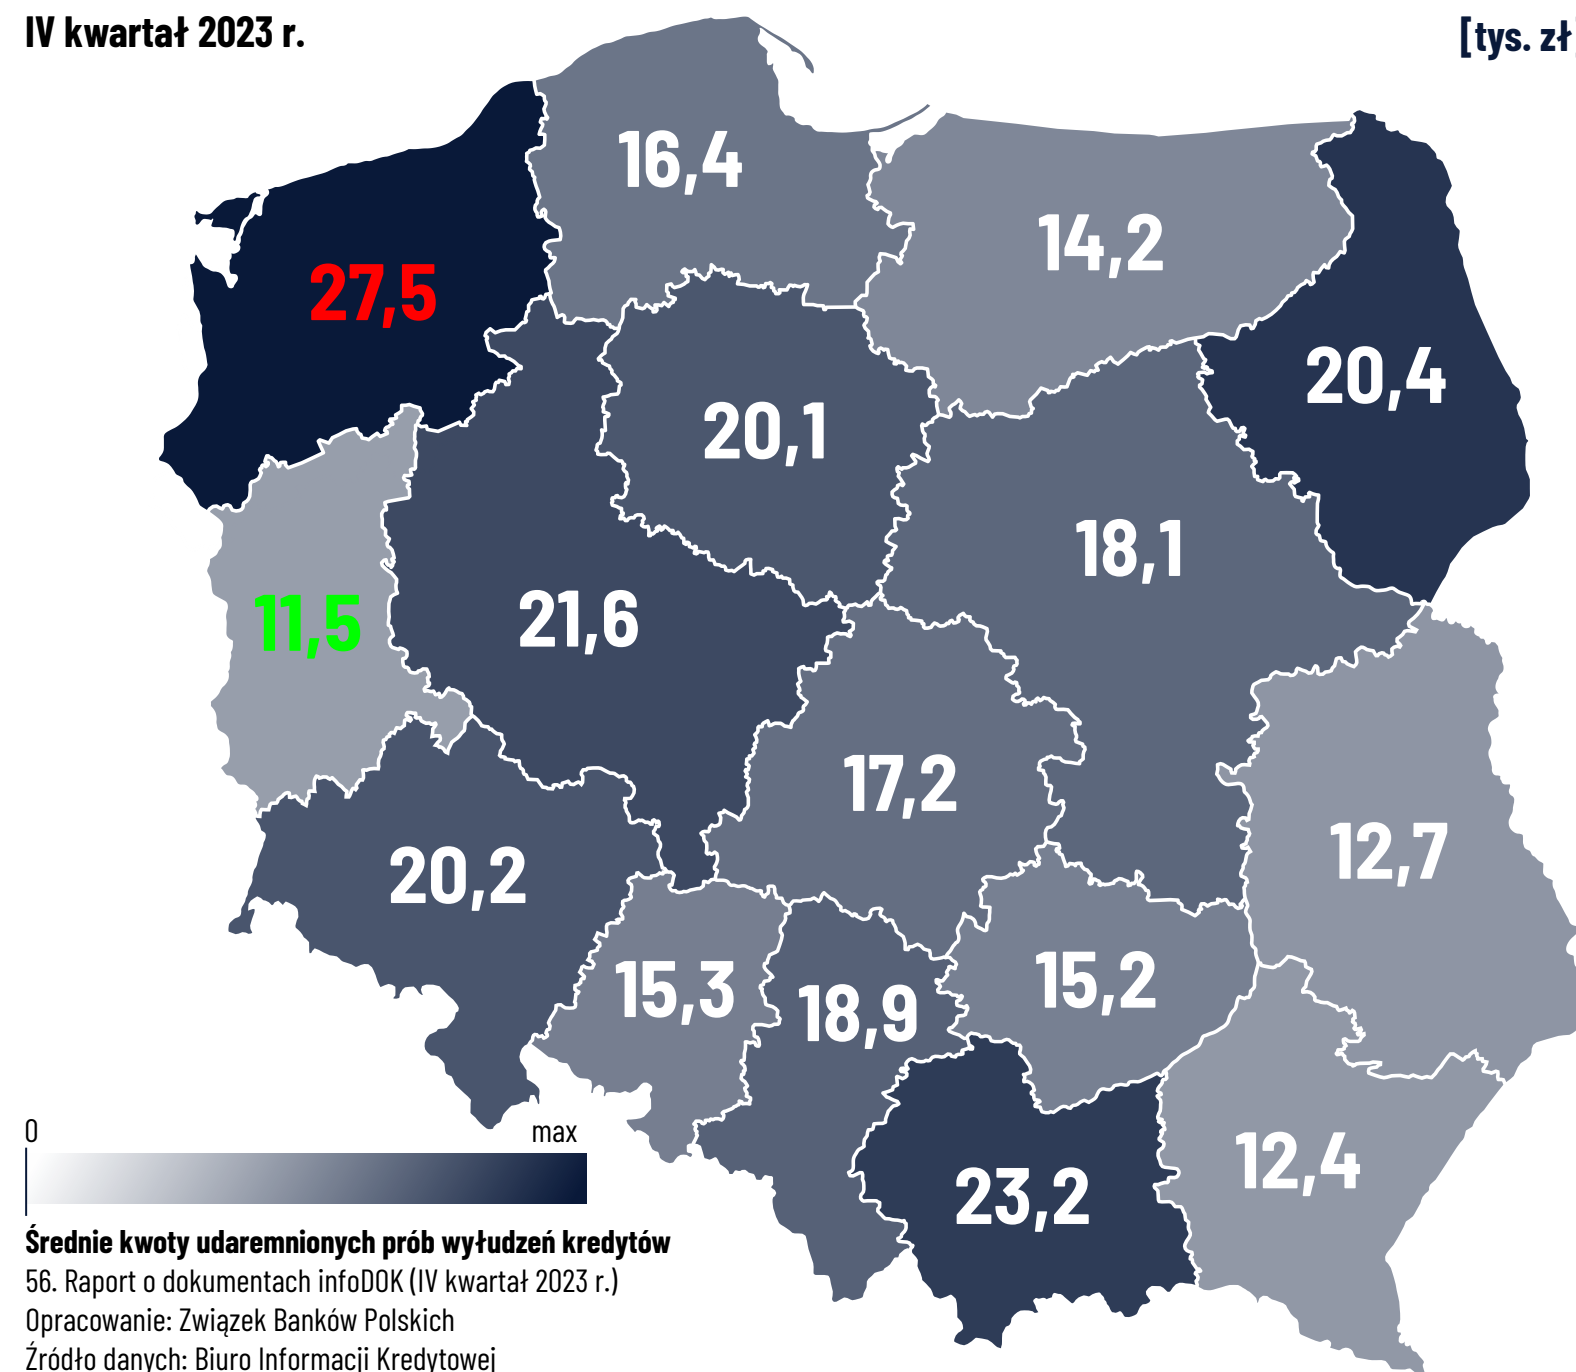 IV kwartał 2023 r.
[tys. zł]
16,4
14,2
27,5
20,4
20,1
18,1
11,5
21,6
17,2
12,7
20,2
15,3
18,9
15,2
12,4
23,2
0
max
Średnie kwoty udaremnionych prób wyłudzeń kredytów
56. Raport o dokumentach infoDOK (IV kwartał 2023 r.)
Opracowanie: Związek Banków Polskich
Źródło danych: Biuro Informacji Kredytowej